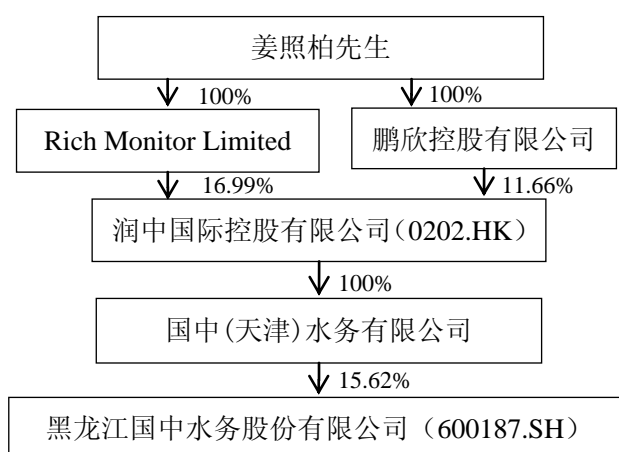 姜照柏先生
100% 100%
Rich Monitor Limited 鹏欣控股有限公司
16.99% 11.66%
润中国际控股有限公司（0202.HK）
100%
国中(天津)水务有限公司
15.62%
黑龙江国中水务股份有限公司（600187.SH）